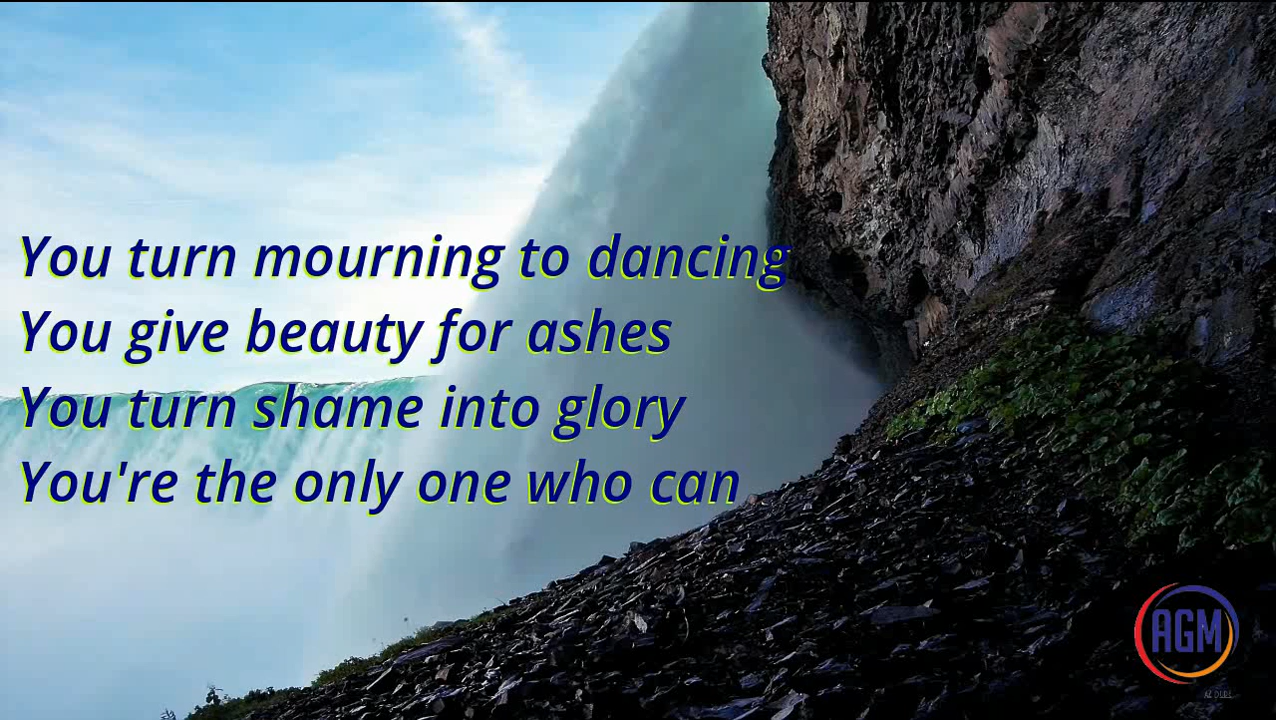 You turn mourning to dancing
You give beauty for ashes
You turn shame into glory
You're the only one who can
AGM